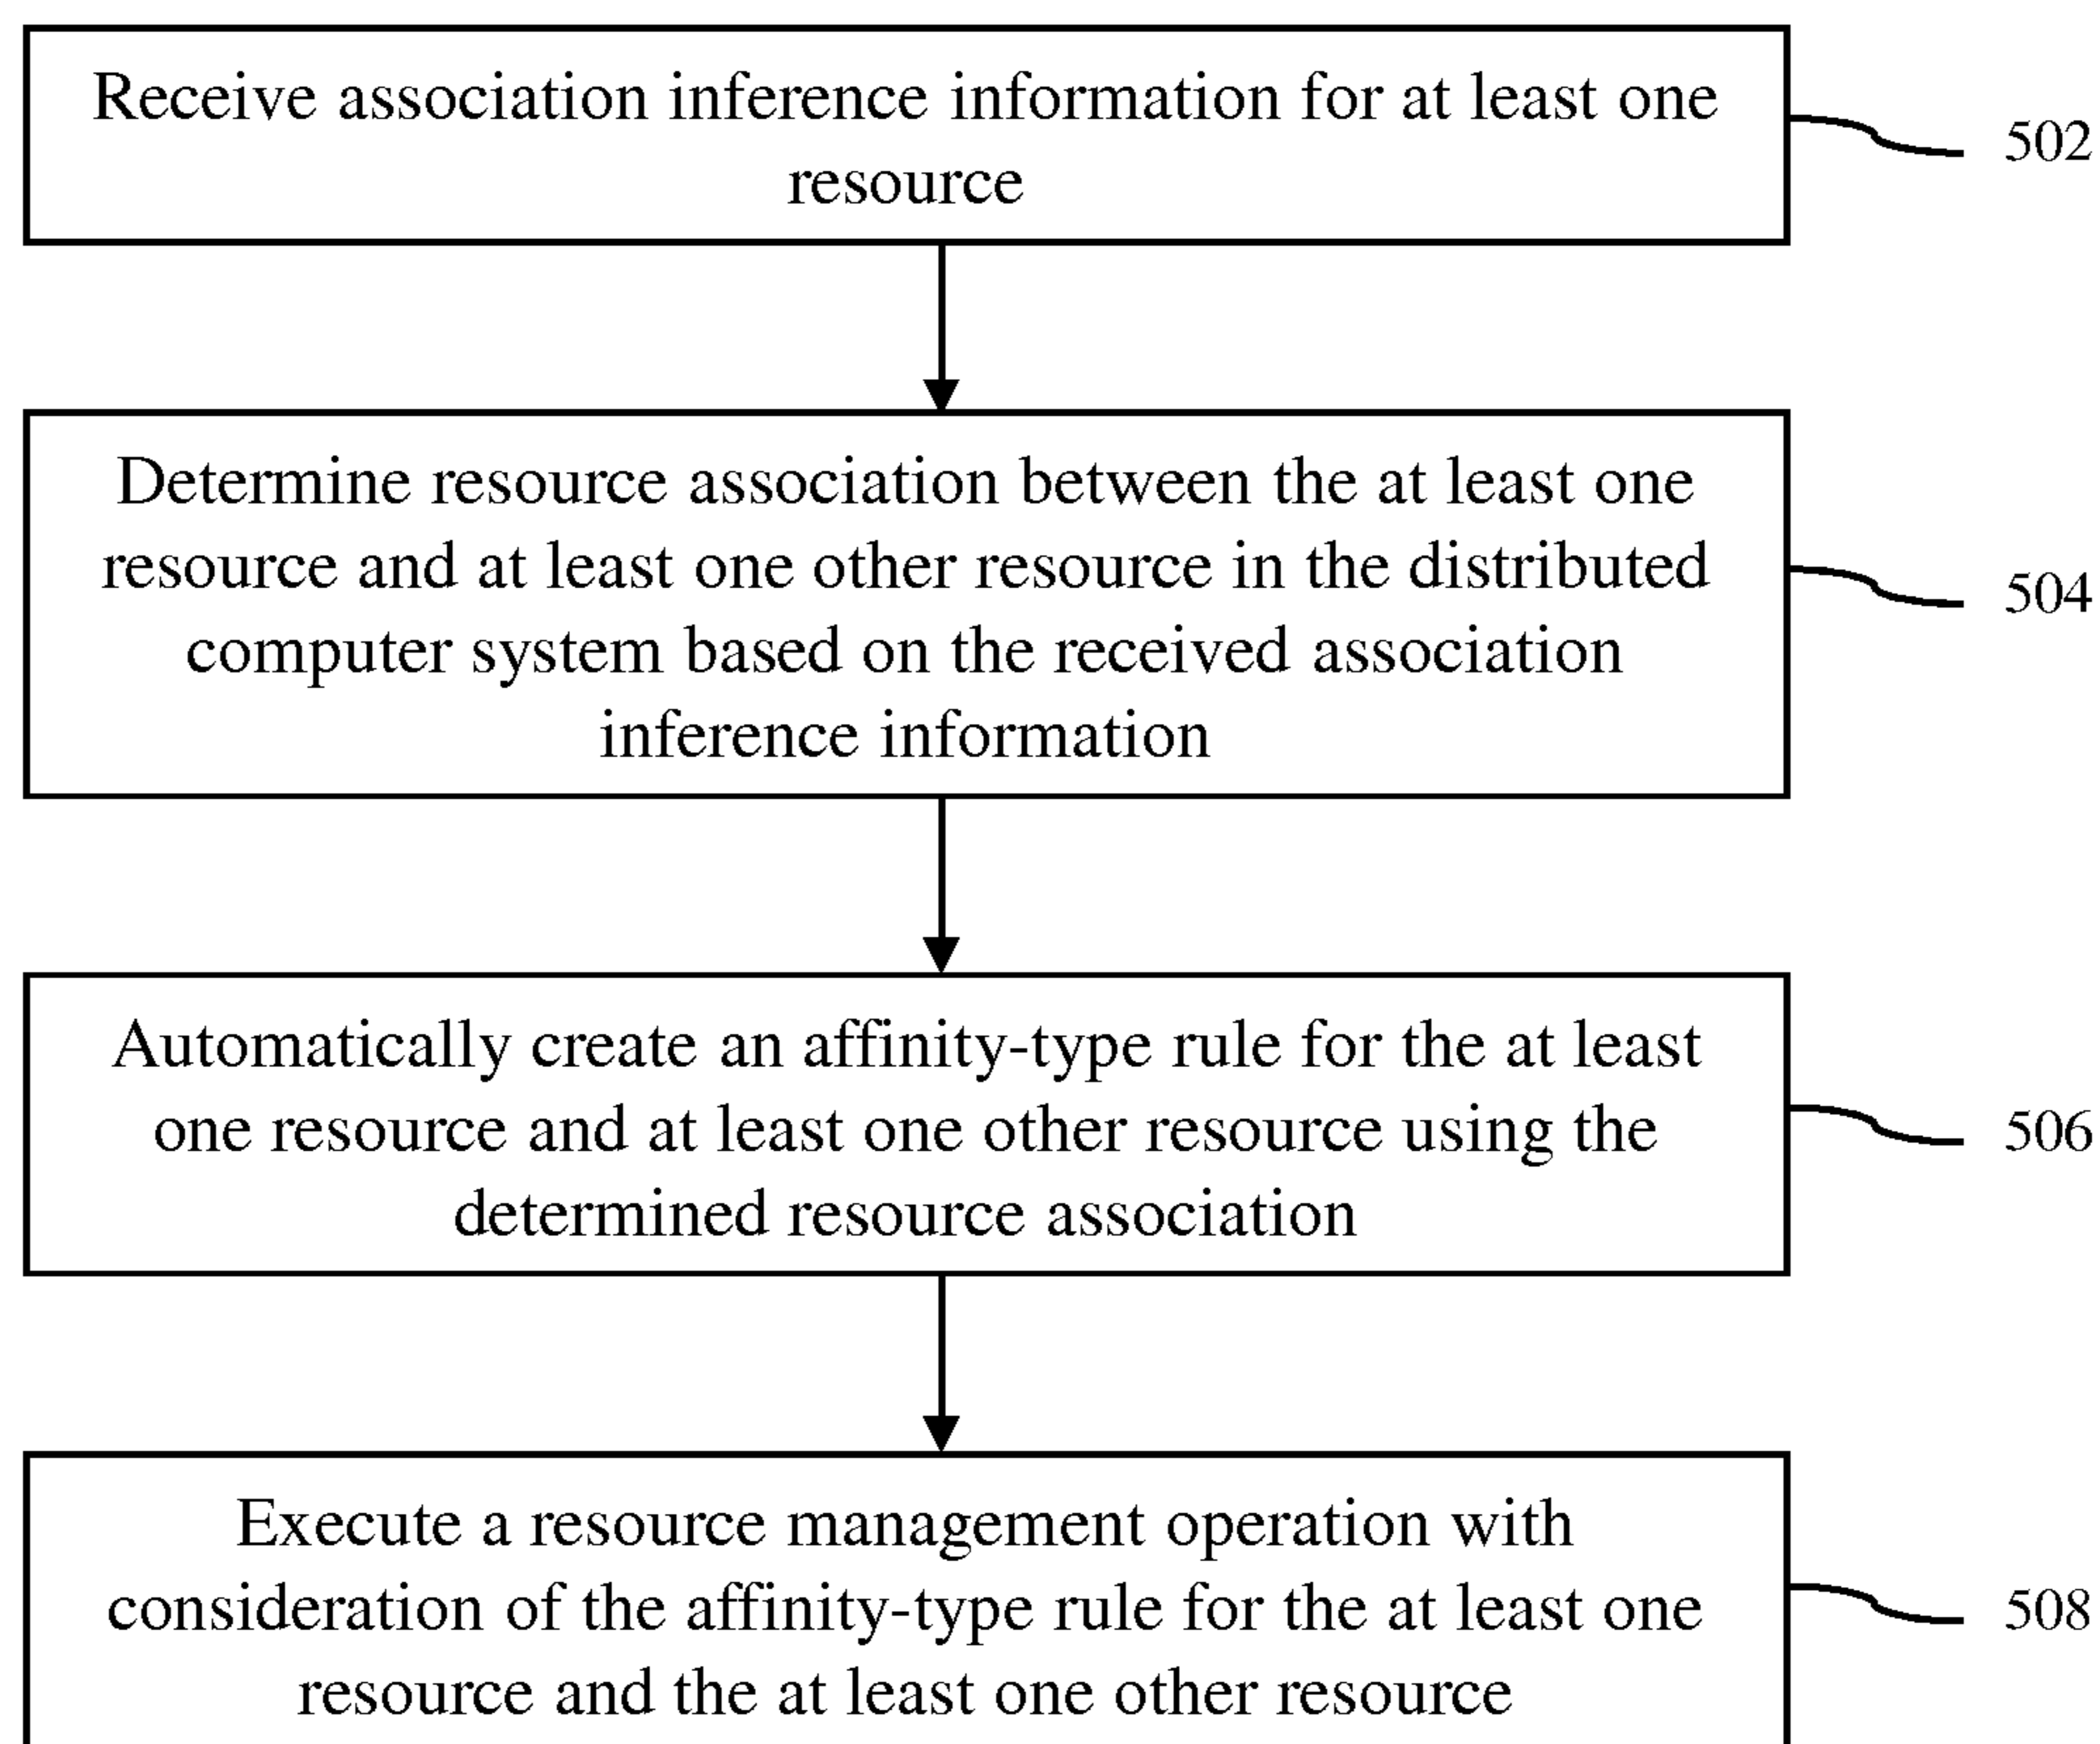 Receive association inference information for at least one
resource
502
Determine resource association between the at least one
resource and at least one other resource in the distributed
computer system based on the received association
inference information
504
Automatically create an affinity-type rule for the at least
one resource and at least one other resource using the
determined resource association
506
Execute a resource management operation with
consideration of the affinity-type rule for the at least one
resource and the at least one other resource
508